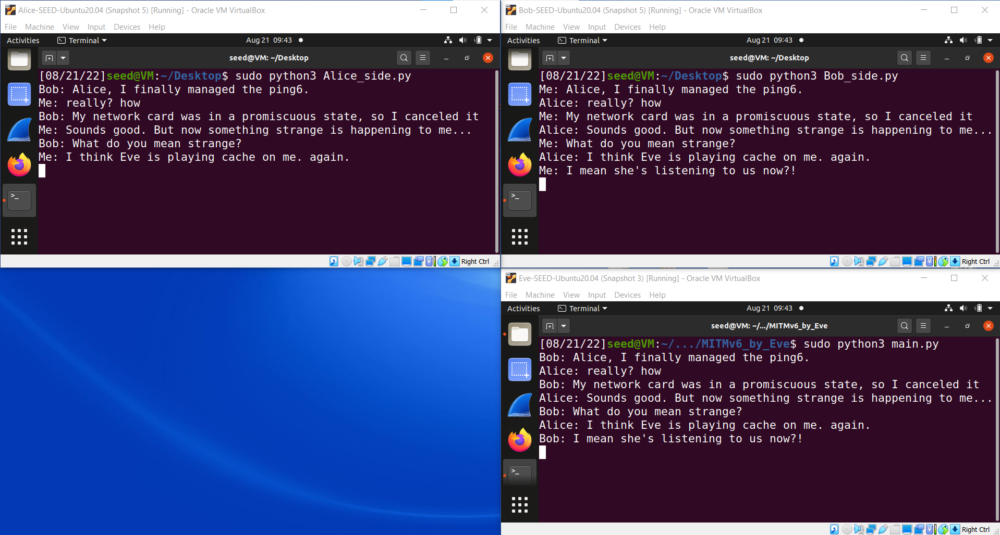 Alice-SEED-Ubuntu20.04 (Snapshot 5) [Running] - Oracle VM VirtualBox
File Machine View Input Devices Help
Activities Terminal Aug 21 09:43
seed@VM: ~/Desktop
[08/21/22]seed@VM:~/Desktop$ sudo python3 Alice_side.py
Bob: Alice, I finally managed the ping6.
Me: really? how
Bob: My network card was in a promiscuous state, so I canceled it
Me: Sounds good. But now something strange is happening to me...
Bob: What do you mean strange?
Me: I think Eve is playing cache on me. again.
Right Ctrl
Bob-SEED-Ubuntu20.04 (Snapshot 5) [Running] - Oracle VM VirtualBox
File Machine View Input Devices Help
Activities Terminal Aug 21 09:43
seed@VM: ~/Desktop
[08/21/22]seed@VM:~/Desktop$ sudo python3 Bob_side.py
Me: Alice, I finally managed the ping6.
Alice: really? how
Me: My network card was in a promiscuous state, so I canceled it
Alice: Sounds good. But now something strange is happening to me...
Me: What do you mean strange?
Alice: I think Eve is playing cache on me. again.
Me: I mean she's listening to us now?!
Right Ctrl
Eve-SEED-Ubuntu20.04 (Snapshot 3) [Running] - Oracle VM VirtualBox
File Machine View Input Devices Help
Activities Terminal Aug 21 09:43
seed@VM: ~/.../MITMv6_by_Eve
[08/21/22]seed@VM:~/.../MITMv6_by_Eve$ sudo python3 main.py
Bob: Alice, I finally managed the ping6.
Alice: really? how
Bob: My network card was in a promiscuous state, so I canceled it
Alice: Sounds good. But now something strange is happening to me...
Bob: What do you mean strange?
Alice: I think Eve is playing cache on me. again.
Bob: I mean she's listening to us now?!
Right Ctrl